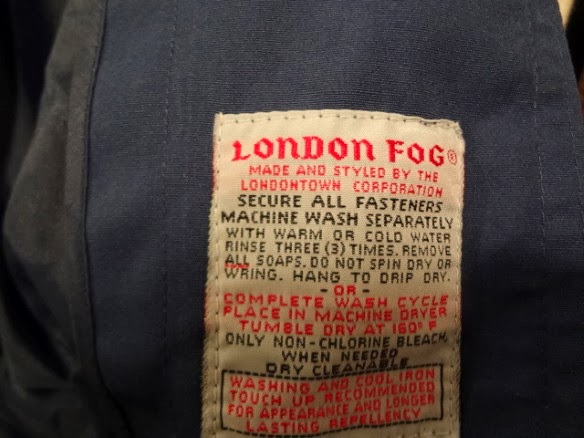 LONDON FOG®
MADE AND STYLED BY THE
LONDONTOWN CORPORATION
SECURE ALL FASTENERS
MACHINE WASH SEPARATELY
WITH WARM OR COLD WATER
RINSE THREE (3) TIMES. REMOVE
ALL SOAPS. DO NOT SPIN DRY OR
WRING. HANG TO DRIP DRY.
-OR-
COMPLETE WASH CYCLE
PLACE IN MACHINE DRYER
TUMBLE DRY AT 160° F
ONLY NON-CHLORINE BLEACH
WHEN NEEDED
DRY CLEANABLE
WASHING AND COOL IRON
TOUCH UP RECOMMENDED
FOR APPEARANCE AND LONGER
LASTING REPELLENCY